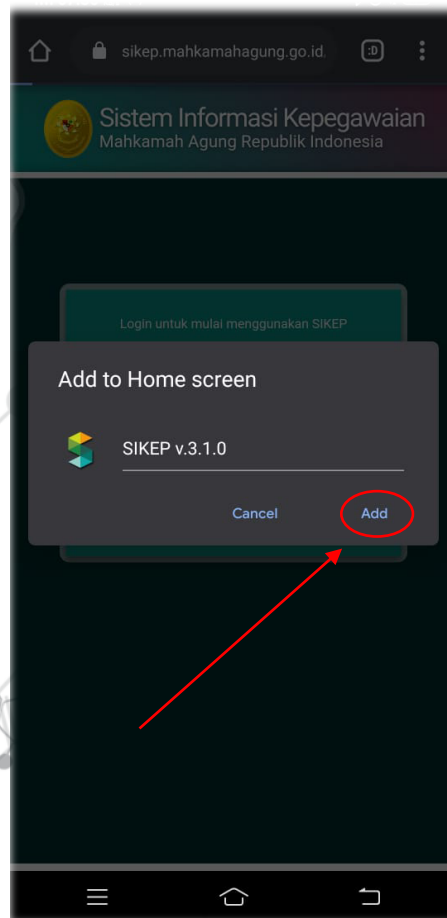 sikep.mahkamahagung.go.id.
:D
Sistem Informasi Kepegawaian
Mahkamah Agung Republik Indonesia
Login untuk mulai menggunakan SIKEP
Add to Home screen
SIKEP v.3.1.0
Cancel
Add